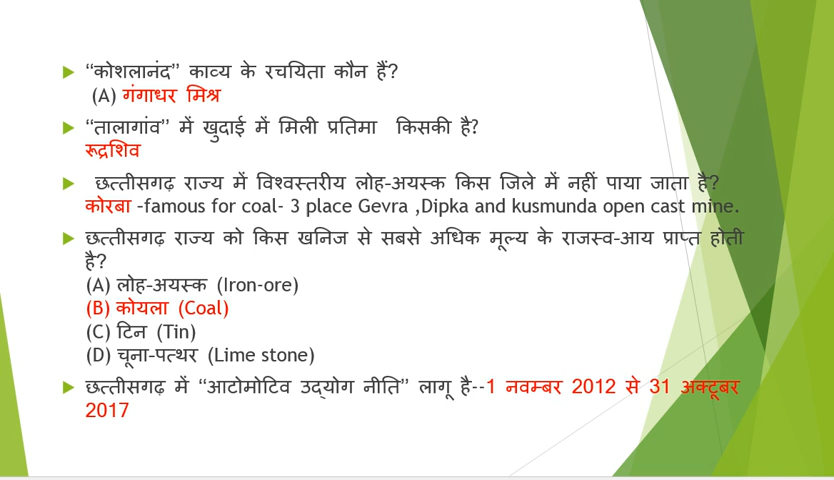 “कोशलानंद” काव्य के रचयिता कौन हैं?
(A) गंगाधर मिश्र
“तालागांव” में खुदाई में मिली प्रतिमा किसकी है?
रूद्रशिव
छत्तीसगढ़ राज्य में विश्वस्तरीय लोह-अयस्क किस जिले में नहीं पाया जाता है?
कोरबा -famous for coal- 3 place Gevra ,Dipka and kusmunda open cast mine.
छत्तीसगढ़ राज्य को किस खनिज से सबसे अधिक मूल्य के राजस्व-आय प्राप्त होती
है?
(A) लोह-अयस्क (Iron-ore)
(B) कोयला (Coal)
(C) टिन (Tin)
(D) चूना-पत्थर (Lime stone)
छत्तीसगढ़ में “आटोमोटिव उद्योग नीति” लागू है--1 नवम्बर 2012 से 31 अक्टूबर
2017